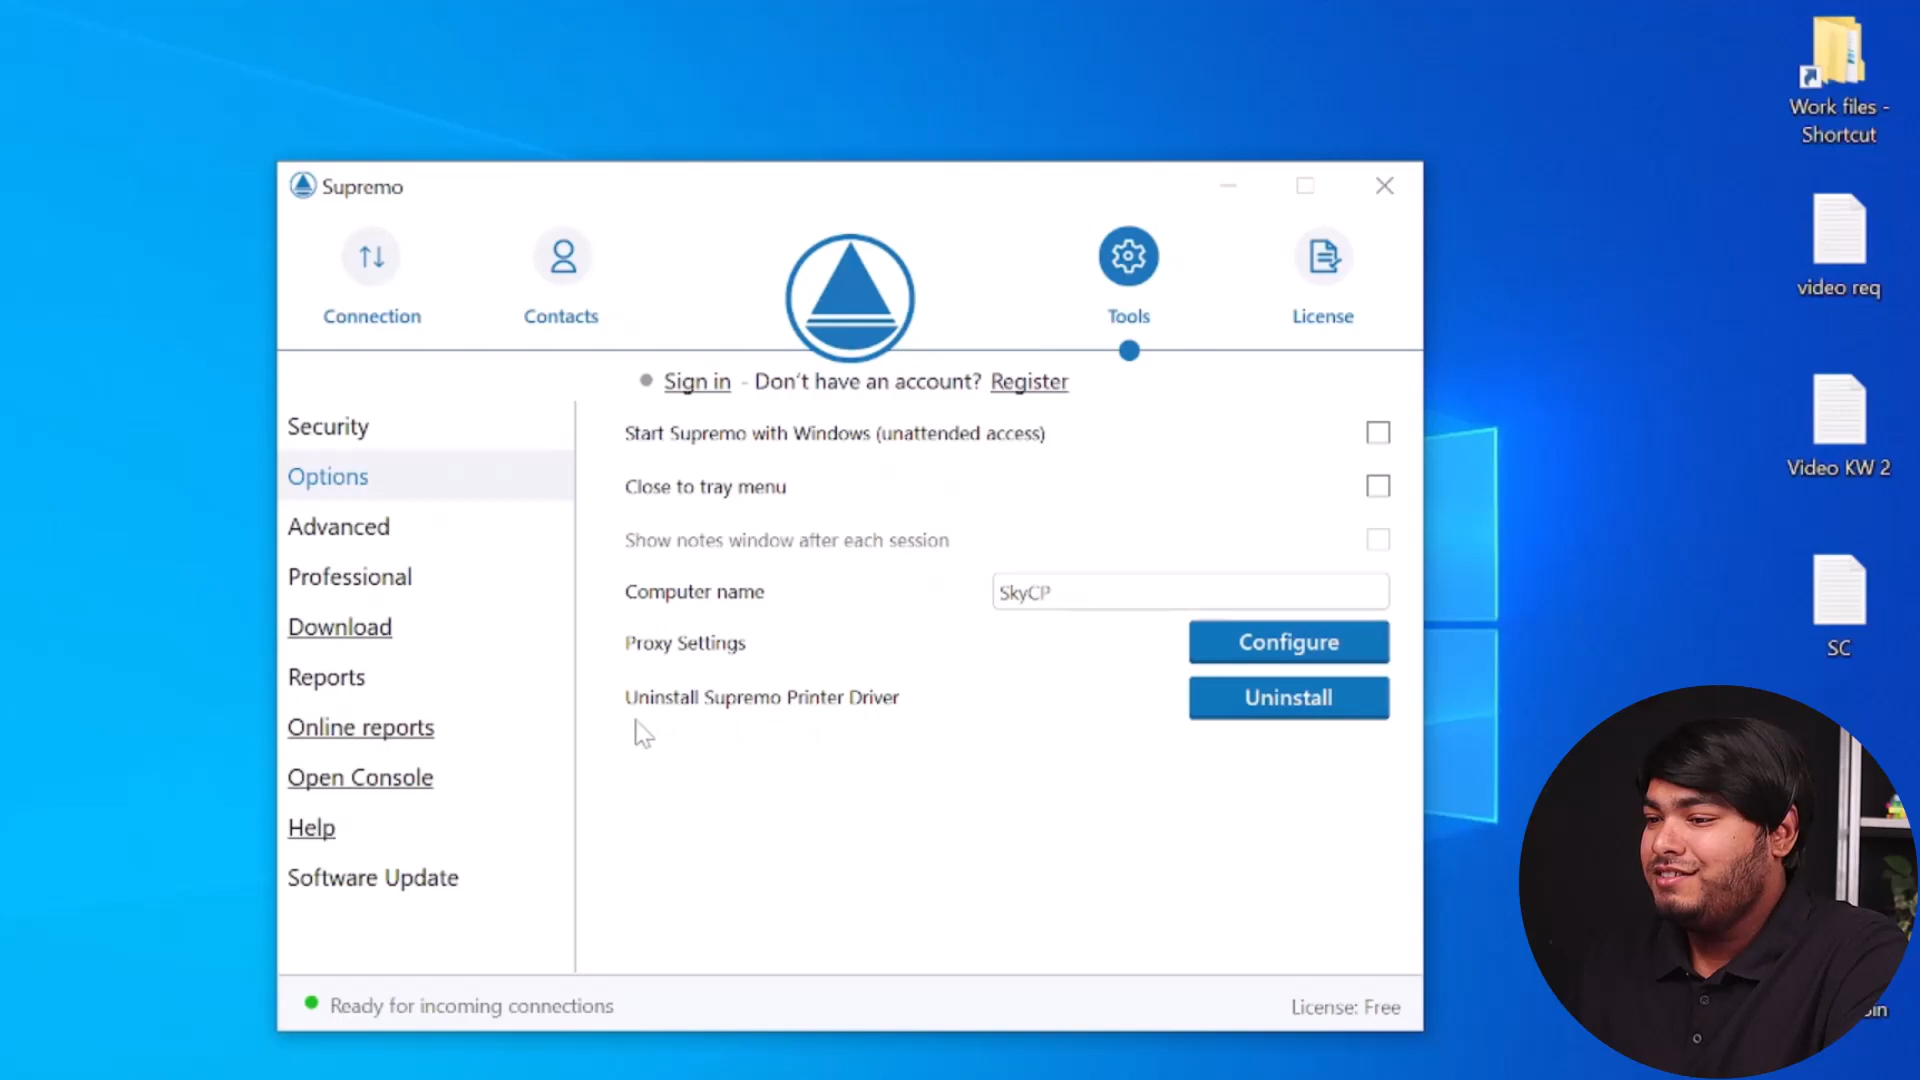 Supremo
Connection
Contacts
Tools
License
Sign in - Don't have an account? Register
Security
Options
Advanced
Professional
Download
Reports
Online reports
Open Console
Help
Software Update
Start Supremo with Windows (unattended access)
Close to tray menu
Show notes window after each session
Computer name
SkyCP
Proxy Settings
Configure
Uninstall Supremo Printer Driver
Uninstall
Ready for incoming connections
License: Free
Work files -
Shortcut
video req
Video KW 2
SC